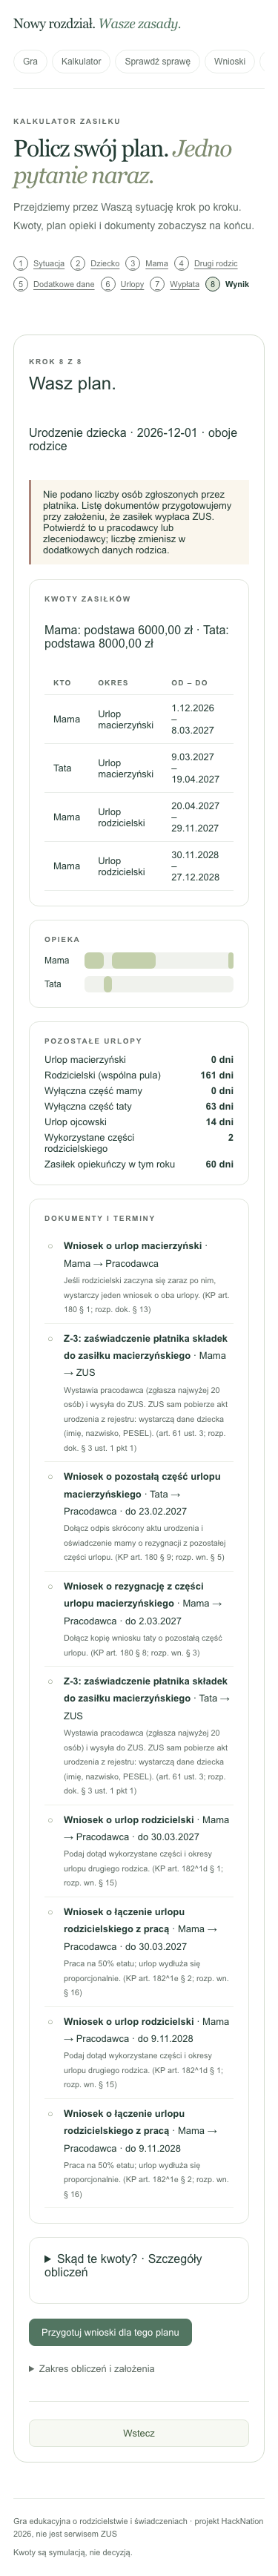 Nowy rozdział. Wasze zasady.
Gra
Kalkulator
Sprawdź sprawę
Wnioski
KALKULATOR ZASIŁKU
Policz swój plan. Jedno
pytanie naraz.
Przejdziemy przez Waszą sytuację krok po kroku.
Kwoty, plan opieki i dokumenty zobaczysz na końcu.
1 Sytuacja 2 Dziecko 3 Mama 4 Drugi rodzic
5 Dodatkowe dane 6 Urlopy 7 Wypłata 8 Wynik
KROK 8 Z 8
Wasz plan.
Urodzenie dziecka · 2026-12-01 · oboje
rodzice
Nie podano liczby osób zgłoszonych przez
płatnika. Listę dokumentów przygotowujemy
przy założeniu, że zasiłek wypłaca ZUS.
Potwierdź to u pracodawcy lub
zleceniodawcy; liczbę zmienisz w
dodatkowych danych rodzica.
KWOTY ZASIŁKÓW
Mama: podstawa 6000,00 zł · Tata:
podstawa 8000,00 zł
KTO OKRES OD – DO
Mama Urlop macierzyński 1.12.2026 – 8.03.2027
Tata Urlop macierzyński 9.03.2027 – 19.04.2027
Mama Urlop rodzicielski 20.04.2027 – 29.11.2027
Mama Urlop rodzicielski 30.11.2028 – 27.12.2028
OPIEKA
Mama
Tata
POZOSTAŁE URLOPY
Urlop macierzyński 0 dni
Rodzicielski (wspólna pula) 161 dni
Wyłączna część mamy 0 dni
Wyłączna część taty 63 dni
Urlop ojcowski 14 dni
Wykorzystane części rodzicielskiego 2
Zasiłek opiekuńczy w tym roku 60 dni
DOKUMENTY I TERMINY
Wniosek o urlop macierzyński ·
Mama → Pracodawca
Jeśli rodzicielski zaczyna się zaraz po nim,
wystarczy jeden wniosek o oba urlopy. (KP art.
180 § 1; rozp. dok. § 13)
Z-3: zaświadczenie płatnika składek
do zasiłku macierzyńskiego · Mama
→ ZUS
Wystawia pracodawca (zgłasza najwyżej 20
osób) i wysyła do ZUS. ZUS sam pobierze akt
urodzenia z rejestru: wystarczą dane dziecka
(imię, nazwisko, PESEL). (art. 61 ust. 3; rozp.
dok. § 3 ust. 1 pkt 1)
Wniosek o pozostałą część urlopu
macierzyńskiego · Tata →
Pracodawca · do 23.02.2027
Dołącz odpis skrócony aktu urodzenia i
oświadczenie mamy o rezygnacji z pozostałej
części urlopu. (KP art. 180 § 9; rozp. wn. § 5)
Wniosek o rezygnację z części
urlopu macierzyńskiego · Mama →
Pracodawca · do 2.03.2027
Dołącz kopię wniosku taty o pozostałą część
urlopu. (KP art. 180 § 8; rozp. wn. § 3)
Z-3: zaświadczenie płatnika składek
do zasiłku macierzyńskiego · Tata →
ZUS
Wystawia pracodawca (zgłasza najwyżej 20
osób) i wysyła do ZUS. ZUS sam pobierze akt
urodzenia z rejestru: wystarczą dane dziecka
(imię, nazwisko, PESEL). (art. 61 ust. 3; rozp.
dok. § 3 ust. 1 pkt 1)
Wniosek o urlop rodzicielski · Mama
→ Pracodawca · do 30.03.2027
Podaj dotąd wykorzystane części i okresy
urlopu drugiego rodzica. (KP art. 182^1d § 1;
rozp. wn. § 15)
Wniosek o łączenie urlopu
rodzicielskiego z pracą · Mama →
Pracodawca · do 30.03.2027
Praca na 50% etatu; urlop wydłuża się
proporcjonalnie. (KP art. 182^1e § 2; rozp. wn.
§ 16)
Wniosek o urlop rodzicielski · Mama
→ Pracodawca · do 9.11.2028
Podaj dotąd wykorzystane części i okresy
urlopu drugiego rodzica. (KP art. 182^1d § 1;
rozp. wn. § 15)
Wniosek o łączenie urlopu
rodzicielskiego z pracą · Mama →
Pracodawca · do 9.11.2028
Praca na 50% etatu; urlop wydłuża się
proporcjonalnie. (KP art. 182^1e § 2; rozp. wn.
§ 16)
Skąd te kwoty? · Szczegóły
obliczeń
Przygotuj wnioski dla tego planu
Zakres obliczeń i założenia
Wstecz
Gra edukacyjna o rodzicielstwie i świadczeniach · projekt HackNation
2026, nie jest serwisem ZUS
Kwoty są symulacją, nie decyzją.